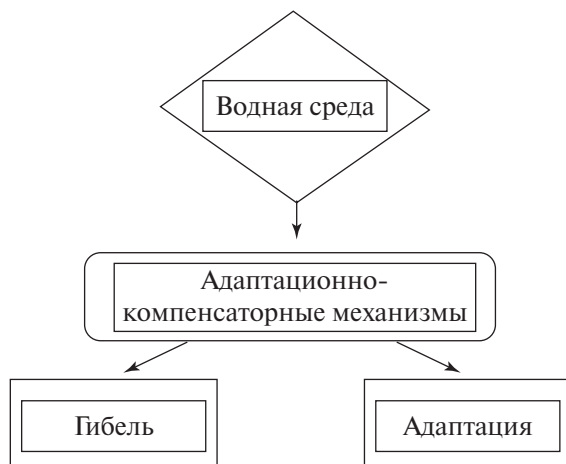 Водная среда
Адаптационно-
компенсаторные механизмы
Гибель
Адаптация